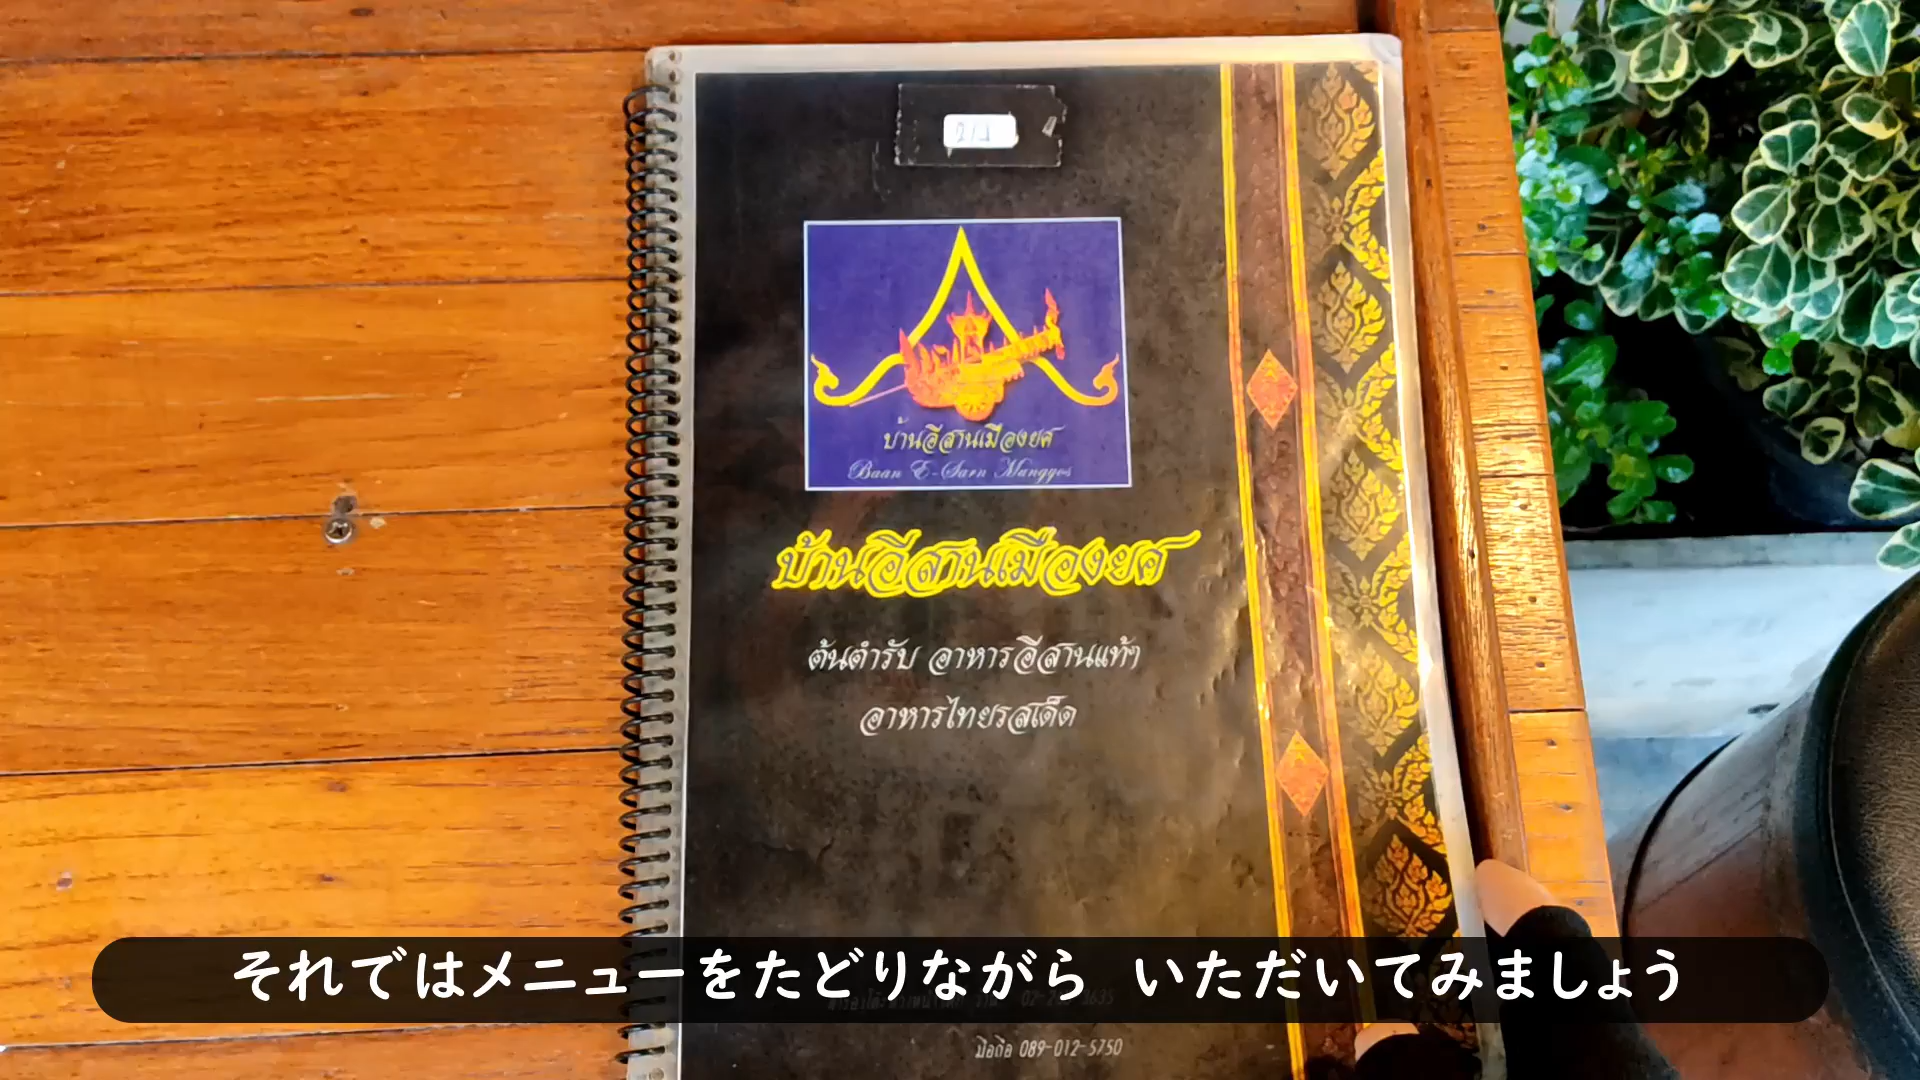 บ้านอีสานเมืองยศ
Baan E-Sarn Mungyos
บ้านอีสานเมืองยศ
ต้นตำรับ อาหารอีสานแท้ๆ
อาหารไทยรสเด็ด
それではメニューをたどりながら いただいてみましょう
มือถือ 089-012-5750